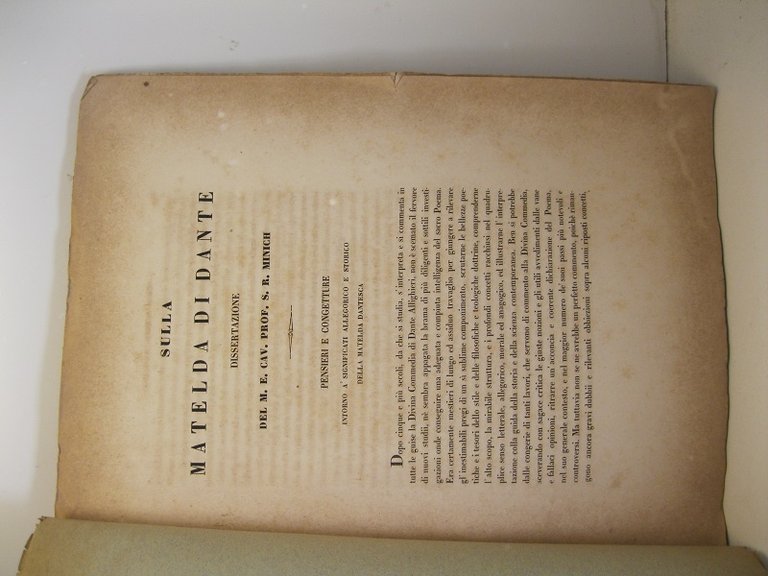 SULLA
MATELDA DI DANTE
DISSERTAZIONE
DEL M. E. CAV. PROF. S. R. MINICH
PENSIERI E CONGETTURE
INTORNO A' SIGNIFICATI ALLEGORICO E STORICO
DELLA MATELDA DANTESCA
Dopo cinque e più secoli, da che si studia, s' interpreta e si commenta in
tutte le guise la Divina Commedia di Dante Allighieri, non è scemato il fervore
di nuovi studii, nè sembra appagata la brama di più diligenti e sottili investi-
gazioni onde conseguire una adeguata e compiuta intelligenza del sacro Poema.
Era certamente mestieri di lungo ed assiduo travaglio per giungere a rilevare
gl' inestimabili pregi di un sì sublime componimento, scrutarne le bellezze poe-
tiche e i tesori dello stile e delle filosofiche e teologiche dottrine, comprenderne
l' alto scopo, la mirabile struttura, e i profondi concetti racchiusi nel quadru-
plice senso letterale, allegorico, morale ed anagogico, ed illustrarne l' interpre-
tazione colla guida della storia e della scienza contemporanea. Ben si potrebbe
dalle congerie di tanti lavori, che servono di commento alla Divina Commedia,
sceverando con sagace critica le giuste nozioni e gli utili avvedimenti dalle vane
e fallaci opinioni, ritrarre un' acconcia e coerente dichiarazione del Poema,
nel suo generale contesto, e nel maggior numero de' suoi passi più notevoli e
controversi. Ma tuttavia non se ne avrebbe un perfetto commento, poichè riman-
gono ancora gravi dubbii e rilevanti obbiezioni sopra alcuni riposti concetti,